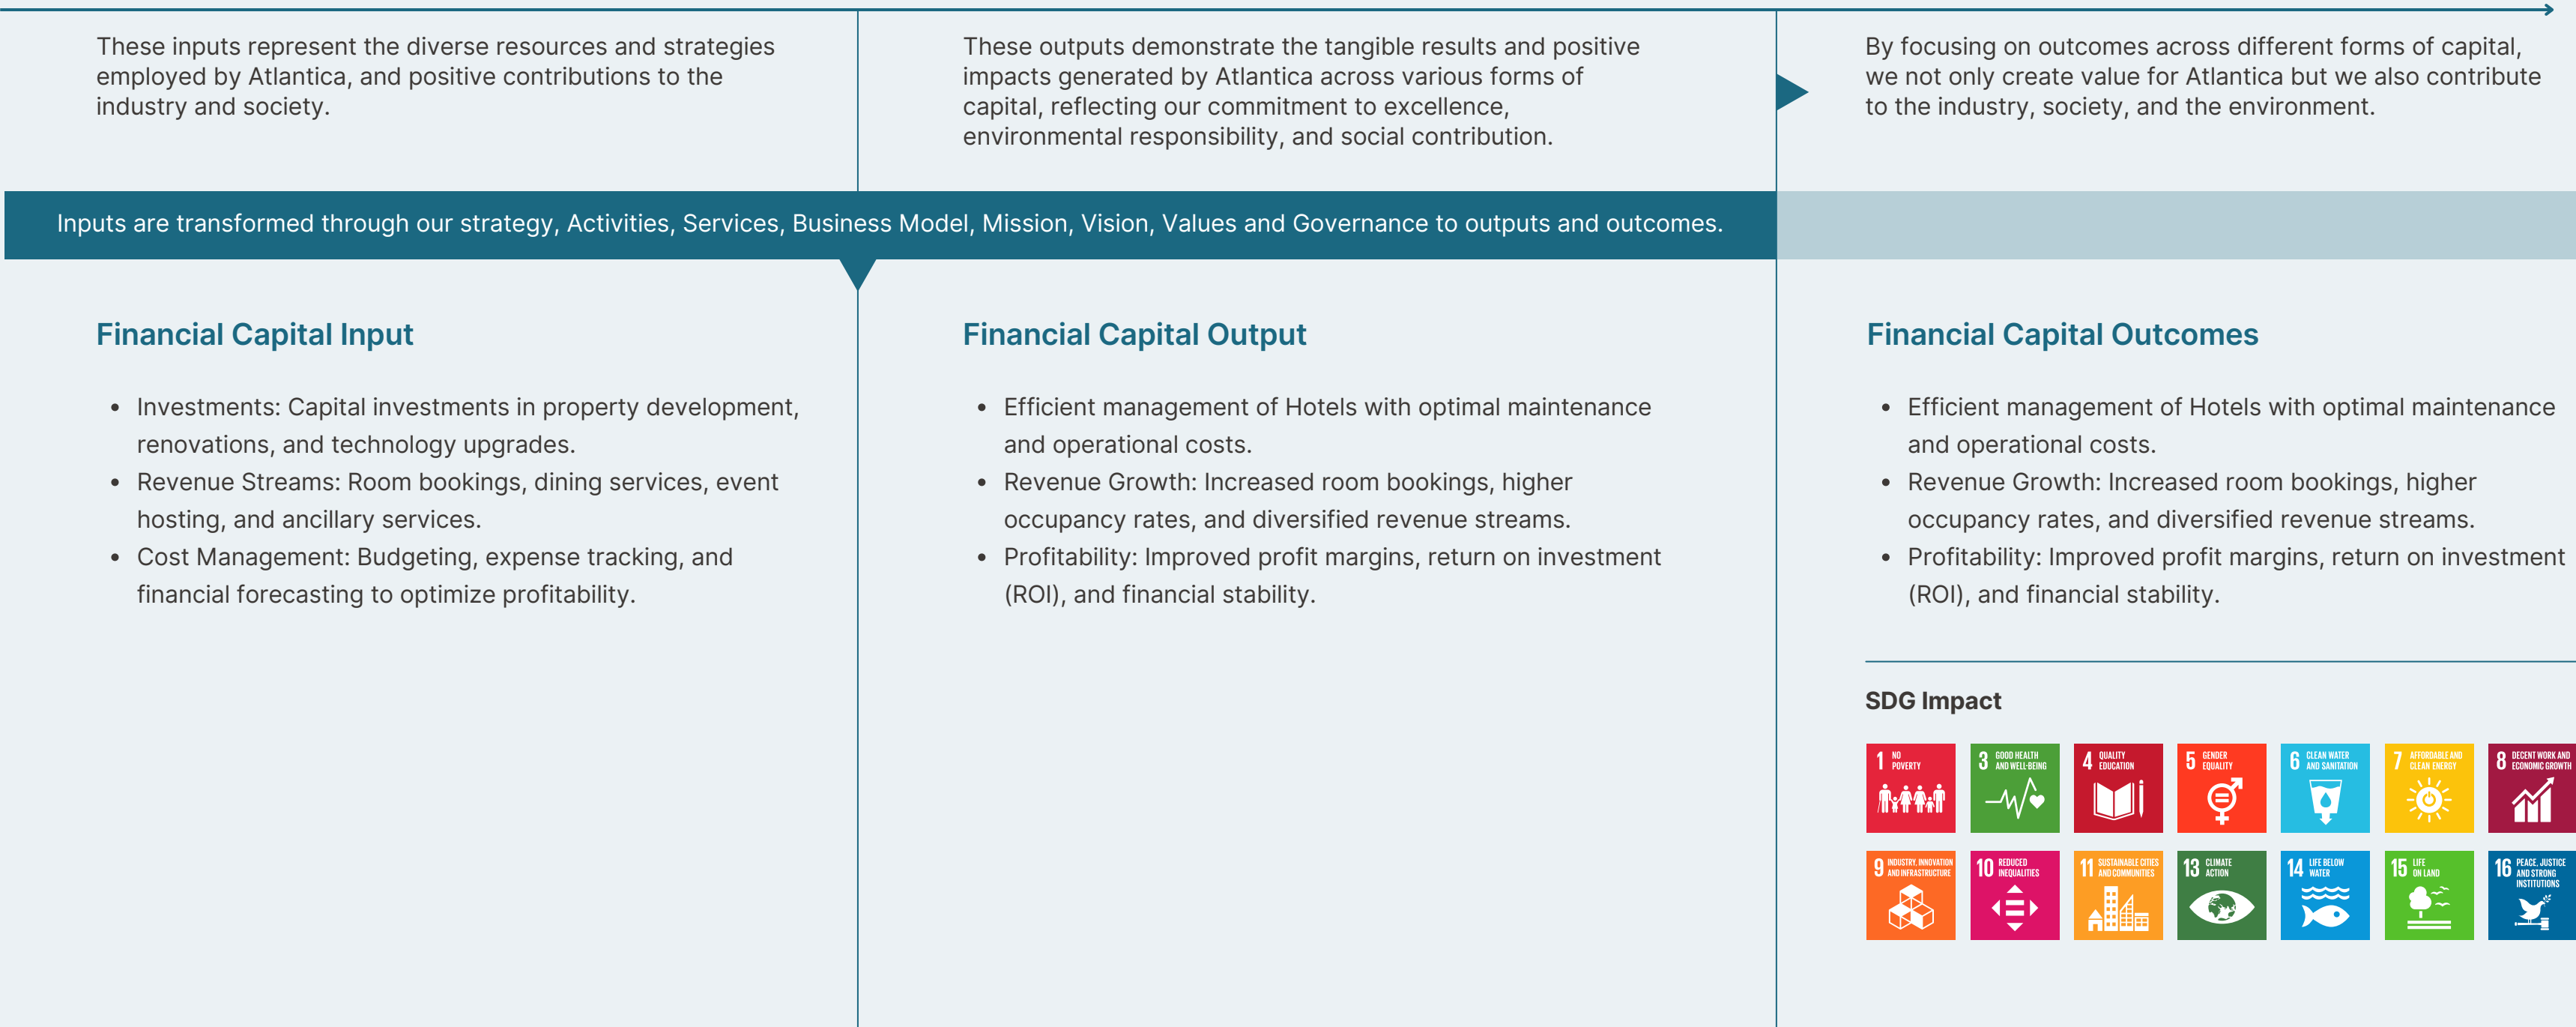 These inputs represent the diverse resources and strategies
employed by Atlantica, and positive contributions to the
industry and society.
These outputs demonstrate the tangible results and positive
impacts generated by Atlantica across various forms of
capital, reflecting our commitment to excellence,
environmental responsibility, and social contribution.
By focusing on outcomes across different forms of capital,
we not only create value for Atlantica but we also contribute
to the industry, society, and the environment.
Inputs are transformed through our strategy, Activities, Services, Business Model, Mission, Vision, Values and Governance to outputs and outcomes.
Financial Capital Input
• Investments: Capital investments in property development,
renovations, and technology upgrades.
• Revenue Streams: Room bookings, dining services, event
hosting, and ancillary services.
• Cost Management: Budgeting, expense tracking, and
financial forecasting to optimize profitability.
Financial Capital Output
• Efficient management of Hotels with optimal maintenance
and operational costs.
• Revenue Growth: Increased room bookings, higher
occupancy rates, and diversified revenue streams.
• Profitability: Improved profit margins, return on investment
(ROI), and financial stability.
Financial Capital Outcomes
• Efficient management of Hotels with optimal maintenance
and operational costs.
• Revenue Growth: Increased room bookings, higher
occupancy rates, and diversified revenue streams.
• Profitability: Improved profit margins, return on investment
(ROI), and financial stability.
SDG Impact
1 NO
POVERTY
3 GOOD HEALTH
AND WELL-BEING
4 QUALITY
EDUCATION
5 GENDER
EQUALITY
6 CLEAN WATER
AND SANITATION
7 AFFORDABLE AND
CLEAN ENERGY
8 DECENT WORK AND
ECONOMIC GROWTH
9 INDUSTRY, INNOVATION
AND INFRASTRUCTURE
10 REDUCED
INEQUALITIES
11 SUSTAINABLE CITIES
AND COMMUNITIES
13 CLIMATE
ACTION
14 LIFE BELOW
WATER
15 LIFE
ON LAND
16 PEACE, JUSTICE
AND STRONG
INSTITUTIONS